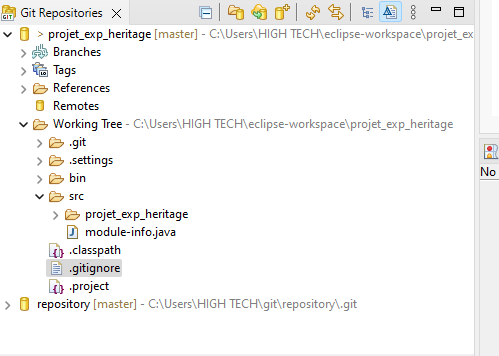 Git Repositories
> projet_exp_heritage [master] - C:\Users\HIGH TECH\eclipse-workspace\projet_ex
Branches
Tags
References
Remotes
Working Tree - C:\Users\HIGH TECH\eclipse-workspace\projet_exp_heritage
.git
.settings
bin
src
projet_exp_heritage
module-info.java
.classpath
.gitignore
.project
repository [master] - C:\Users\HIGH TECH\git\repository\.git
No